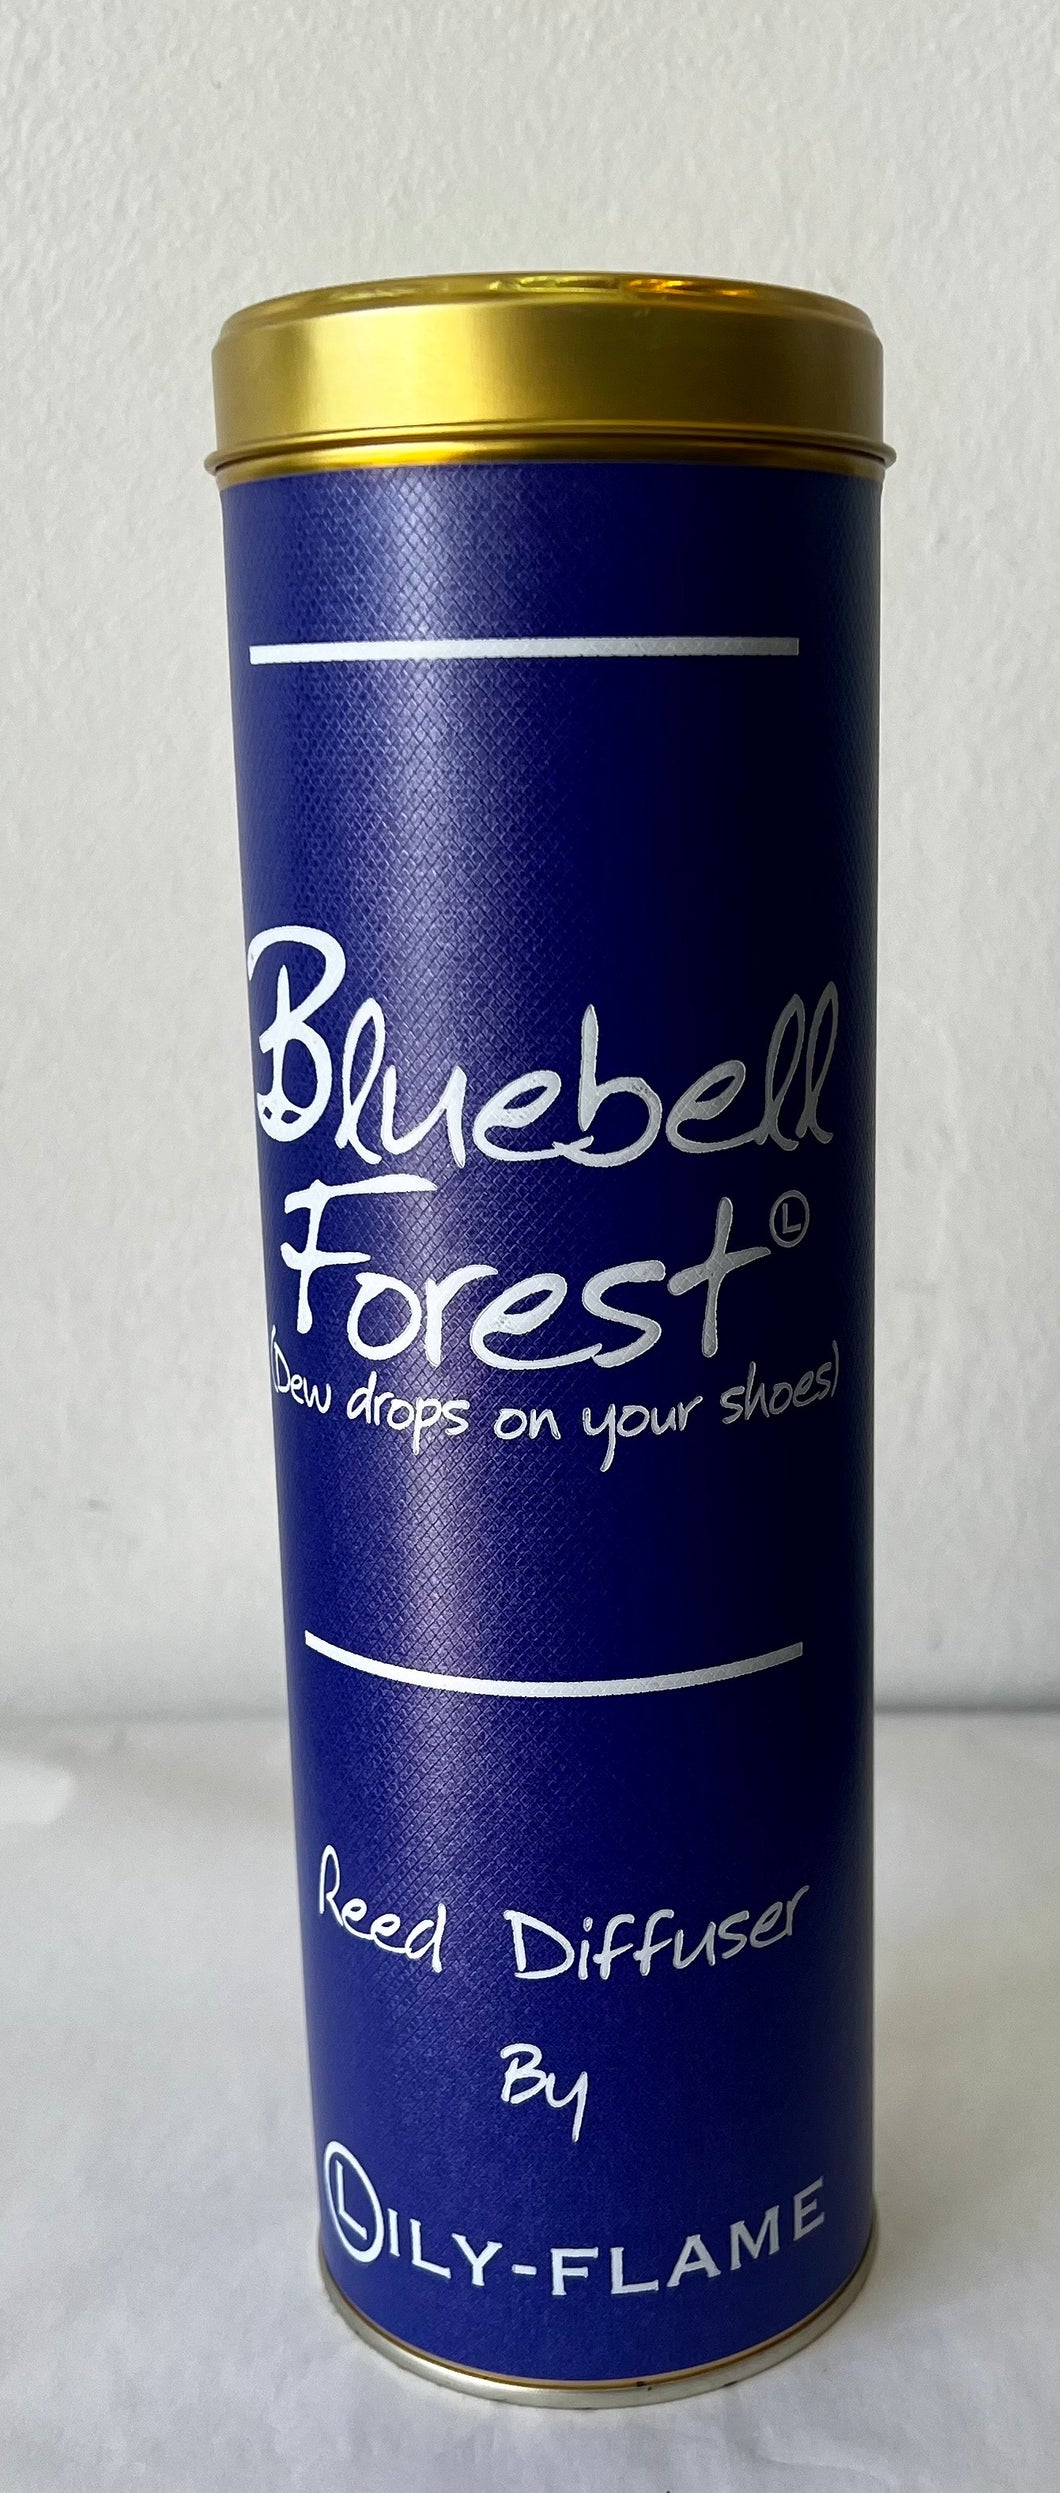 Bluebell
Forest Ⓛ
(Dew drops on your shoes)
Reed Diffuser
By
LILY-FLAME